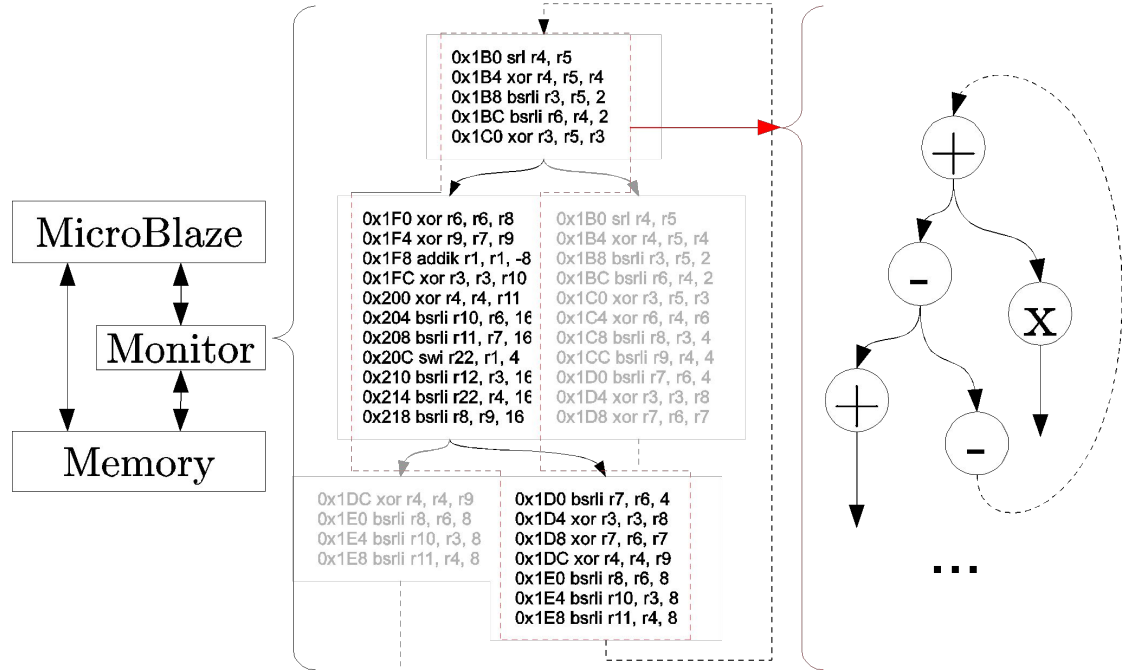 MicroBlaze
Monitor
Memory
0x1B0 srl r4, r5
0x1B4 xor r4, r5, r4
0x1B8 bsrli r3, r5, 2
0x1BC bsrli r6, r4, 2
0x1C0 xor r3, r5, r3
0x1F0 xor r6, r6, r8
0x1F4 xor r9, r7, r9
0x1F8 addik r1, r1, -8
0x1FC xor r3, r3, r10
0x200 xor r4, r4, r11
0x204 bsrli r10, r6, 16
0x208 bsrli r11, r7, 16
0x20C swi r22, r1, 4
0x210 bsrli r12, r3, 16
0x214 bsrli r22, r4, 16
0x218 bsrli r8, r9, 16
0x1B0 srl r4, r5
0x1B4 xor r4, r5, r4
0x1B8 bsrli r3, r5, 2
0x1BC bsrli r6, r4, 2
0x1C0 xor r3, r5, r3
0x1C4 xor r6, r4, r6
0x1C8 bsrli r8, r3, 4
0x1CC bsrli r9, r4, 4
0x1D0 bsrli r7, r6, 4
0x1D4 xor r3, r3, r8
0x1D8 xor r7, r6, r7
0x1DC xor r4, r4, r9
0x1E0 bsrli r8, r6, 8
0x1E4 bsrli r10, r3, 8
0x1E8 bsrli r11, r4, 8
0x1D0 bsrli r7, r6, 4
0x1D4 xor r3, r3, r8
0x1D8 xor r7, r6, r7
0x1DC xor r4, r4, r9
0x1E0 bsrli r8, r6, 8
0x1E4 bsrli r10, r3, 8
0x1E8 bsrli r11, r4, 8
+
-
x
+
-
...